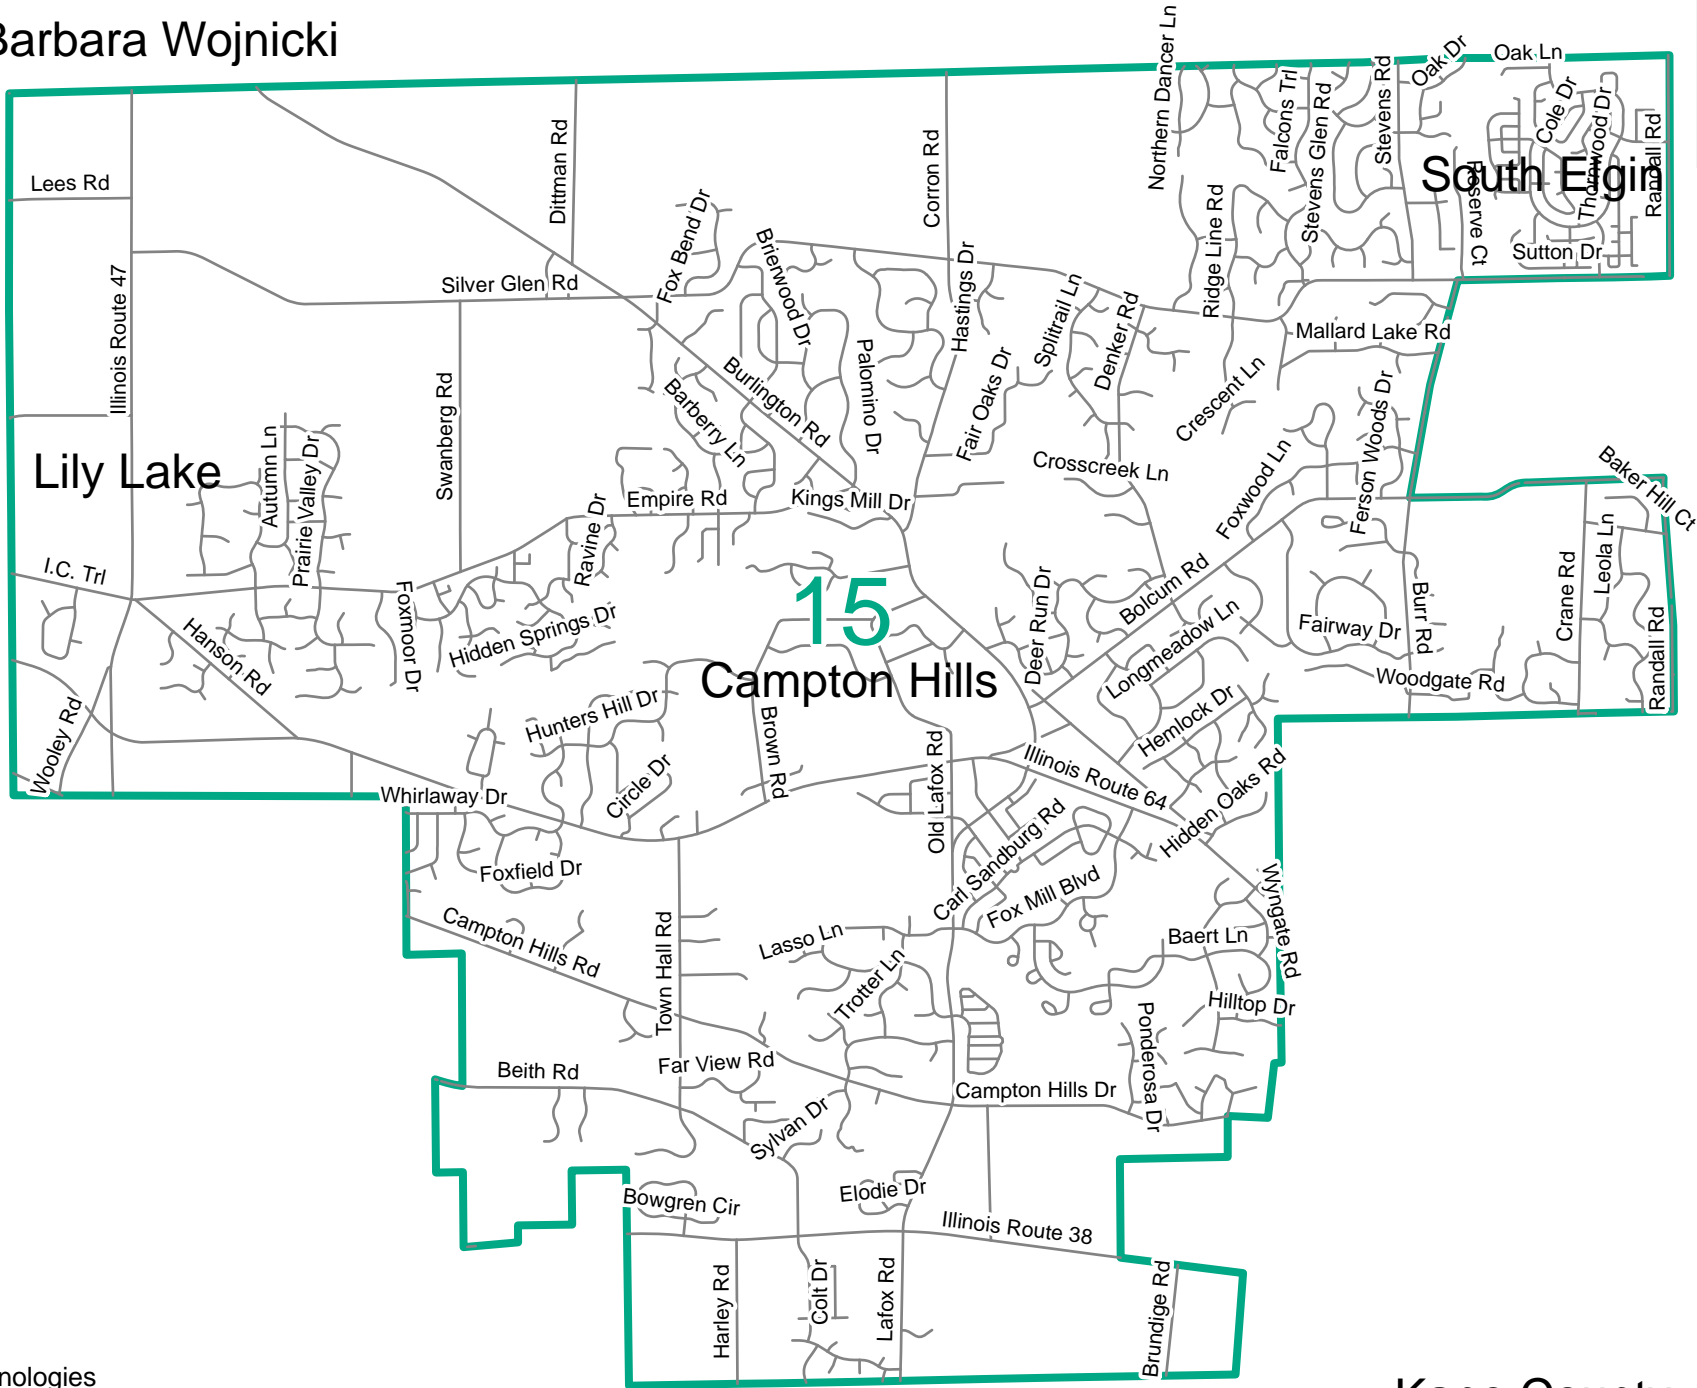 Barbara Wojnicki
Northern Dancer Ln
Falcons Trl
Stevens Glen Rd
Stevens Rd
Oak Dr
Oak Ln
Cole Dr
Thornwood Dr
Randall Rd
South Elgin
Reserve Ct
Sutton Dr
Lees Rd
Dittman Rd
Corron Rd
Illinois Route 47
Silver Glen Rd
Fox Bend Dr
Brierwood Dr
Hastings Dr
Splitrail Ln
Denker Rd
Ridge Line Rd
Mallard Lake Rd
Swanberg Rd
Burlington Rd
Palomino Dr
Fair Oaks Dr
Crescent Ln
Ferson Woods Dr
Barberry Ln
Lily Lake
Autumn Ln
Prairie Valley Dr
Empire Rd
Kings Mill Dr
Crosscreek Ln
Foxwood Ln
Baker Hill Ct
Ravine Dr
I.C. Trl
Foxmoor Dr
Hidden Springs Dr
Hanson Rd
15
Campton Hills
Deer Run Dr
Bolcum Rd
Longmeadow Ln
Fairway Dr
Burr Rd
Crane Rd
Leola Ln
Randall Rd
Woodgate Rd
Hemlock Dr
Wooley Rd
Hunters Hill Dr
Circle Dr
Brown Rd
Old Lafox Rd
Illinois Route 64
Hidden Oaks Rd
Whirlaway Dr
Foxfield Dr
Carl Sandburg Rd
Fox Mill Blvd
Wyngate Rd
Campton Hills Rd
Town Hall Rd
Lasso Ln
Trotter Ln
Baert Ln
Hilltop Dr
Ponderosa Dr
Beith Rd
Far View Rd
Campton Hills Dr
Sylvan Dr
Bowgren Cir
Elodie Dr
Illinois Route 38
Harley Rd
Colt Dr
Lafox Rd
Brundige Rd
nologies
Kane County